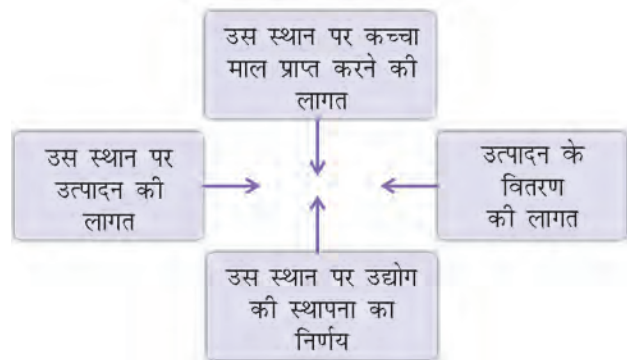 उस स्थान पर कच्चा
माल प्राप्त करने की
लागत
उस स्थान पर
उत्पादन की
लागत
उत्पादन के
वितरण
की लागत
उस स्थान पर उद्योग
की स्थापना का
निर्णय